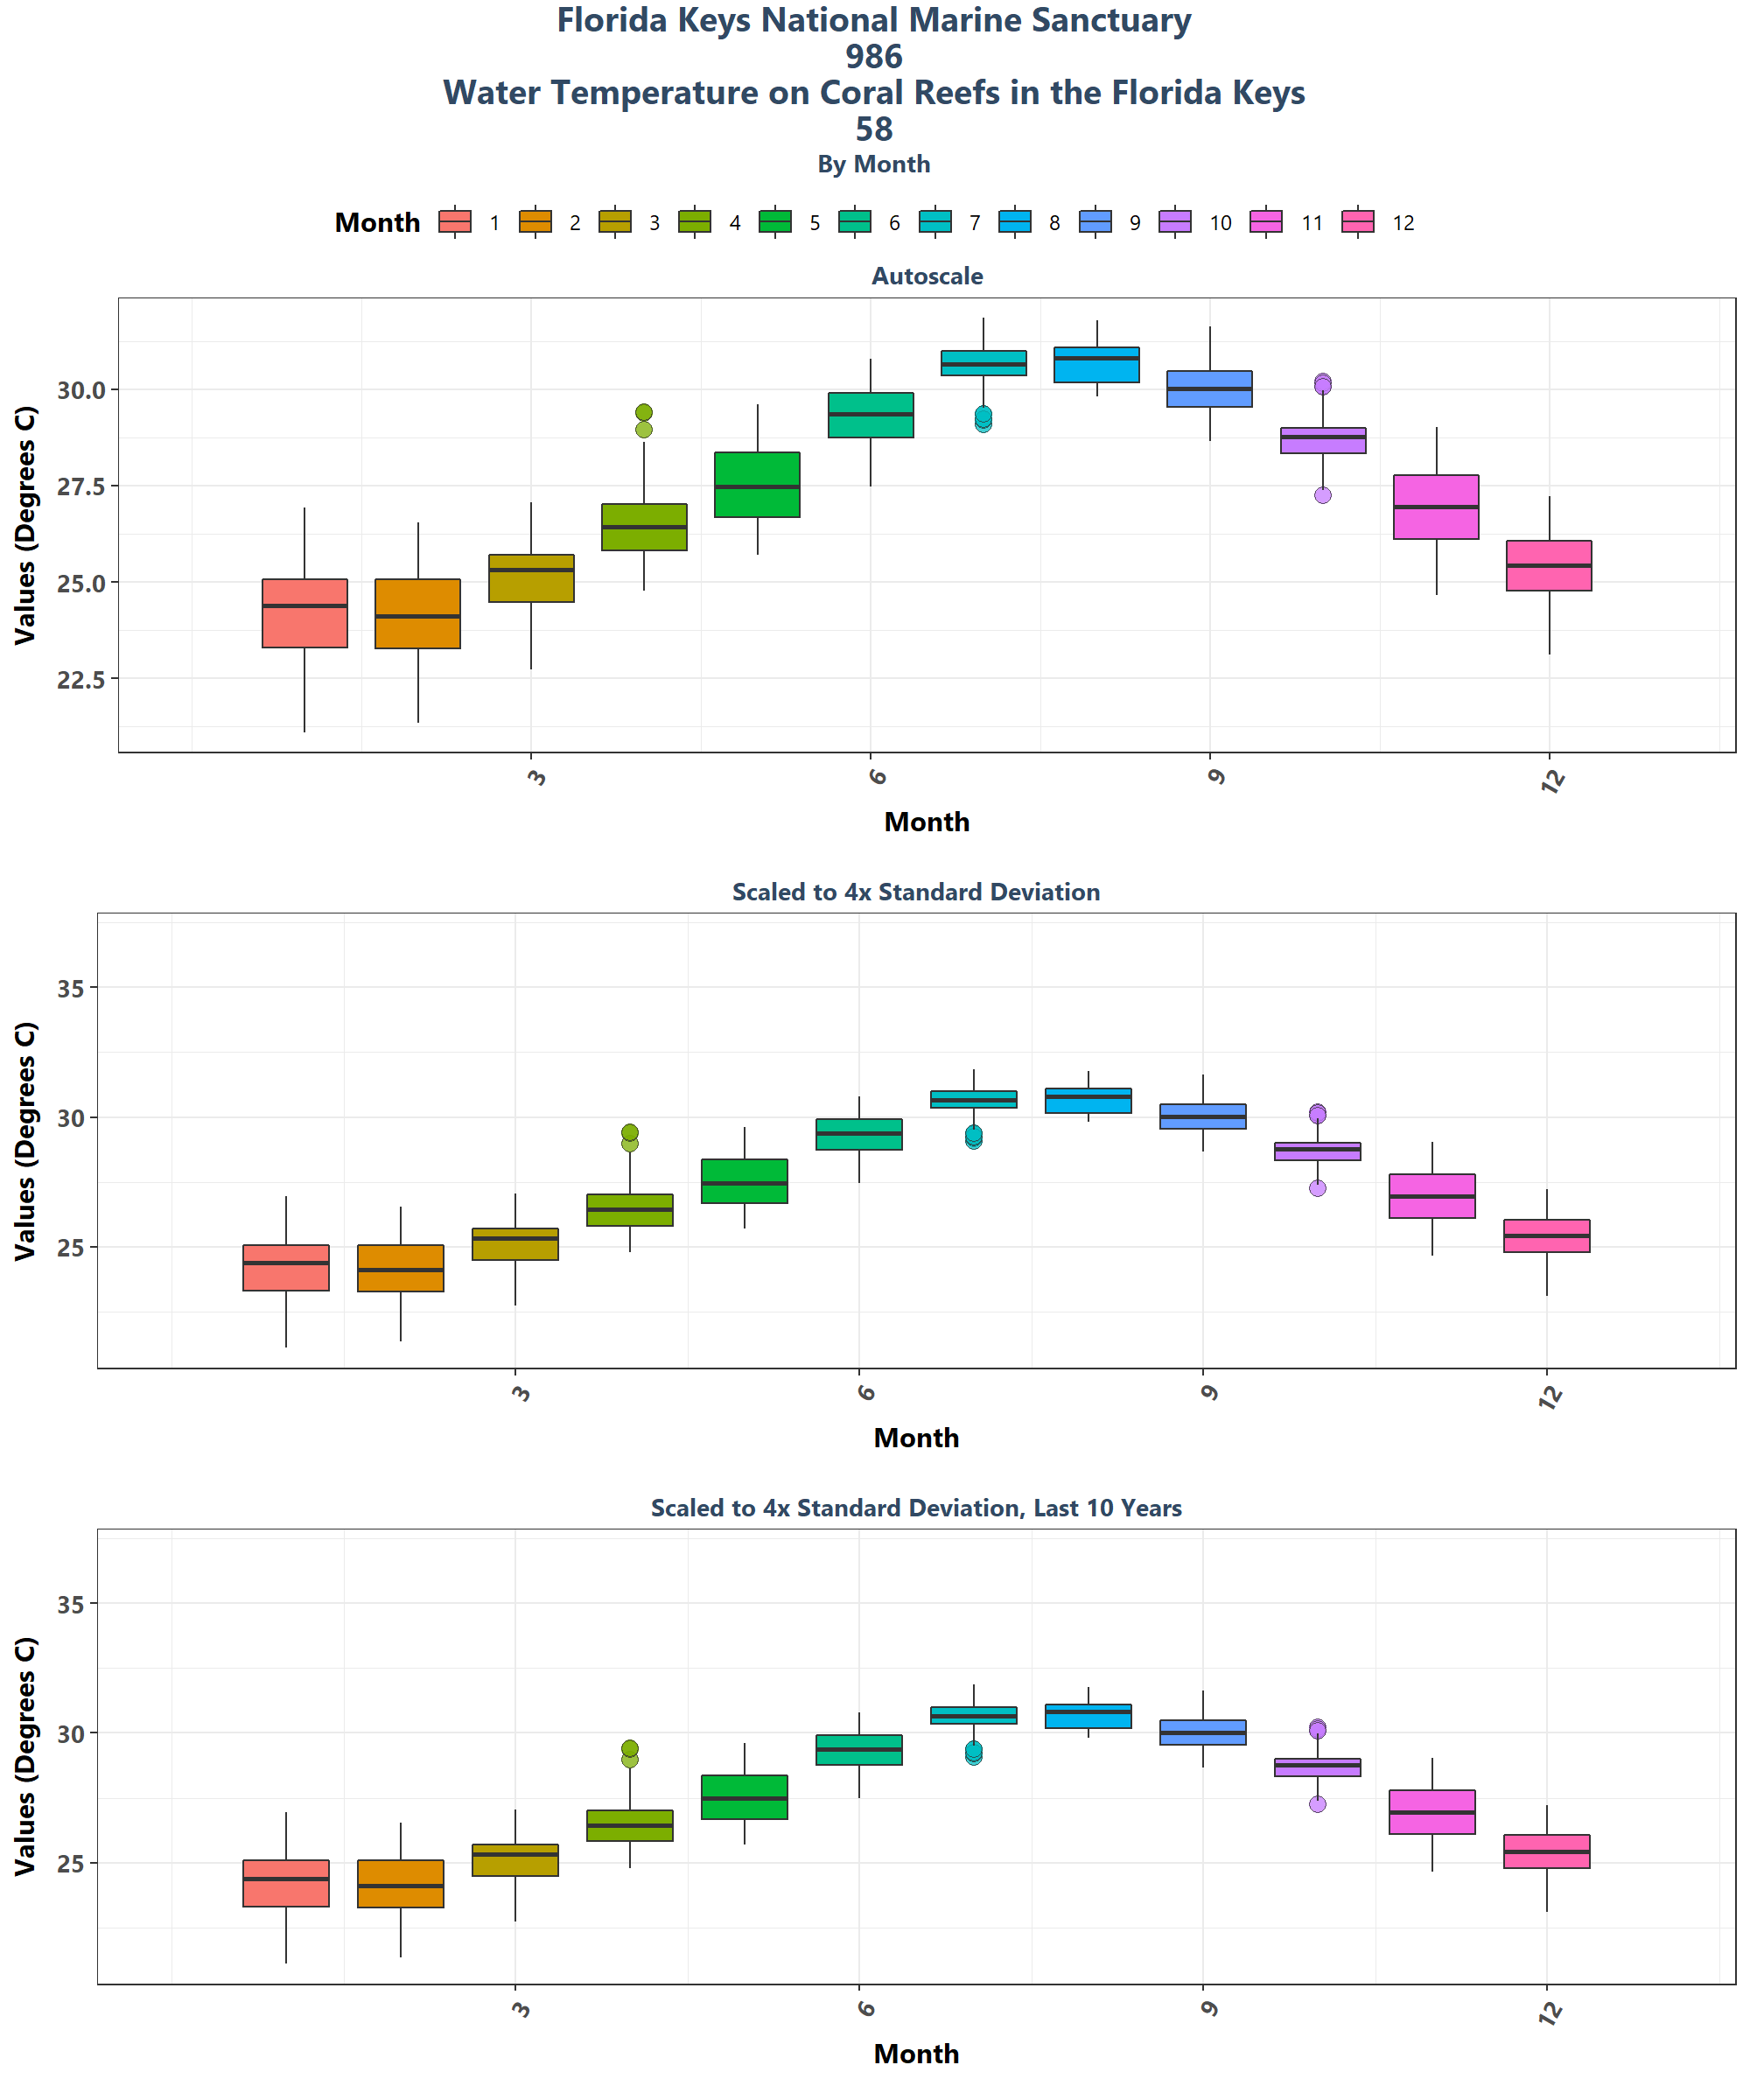 Florida Keys National Marine Sanctuary
986
Water Temperature on Coral Reefs in the Florida Keys
58
By Month
Month 1 2 3 4 5 6 7 8 9 10 11 12
Autoscale
Values (Degrees C)
30.0
27.5
25.0
22.5
3 6 9 12
Month
Scaled to 4x Standard Deviation
Values (Degrees C)
35
30
25
3 6 9 12
Month
Scaled to 4x Standard Deviation, Last 10 Years
Values (Degrees C)
35
30
25
3 6 9 12
Month